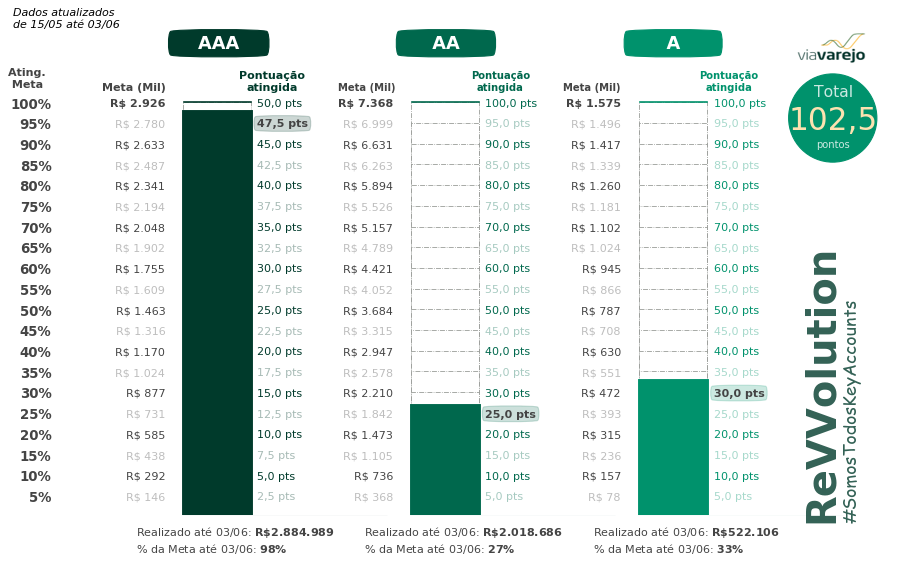 Dados atualizados
de 15/05 até 03/06
AAA
AA
A
viavarejo
Ating.
Meta
Meta (Mil)
Pontuação
atingida
Meta (Mil)
Pontuação
atingida
Meta (Mil)
Pontuação
atingida
Total
102,5
pontos
100% R$ 2.926 50,0 pts R$ 7.368 100,0 pts R$ 1.575 100,0 pts
95% R$ 2.780 47,5 pts R$ 6.999 95,0 pts R$ 1.496 95,0 pts
90% R$ 2.633 45,0 pts R$ 6.631 90,0 pts R$ 1.417 90,0 pts
85% R$ 2.487 42,5 pts R$ 6.263 85,0 pts R$ 1.339 85,0 pts
80% R$ 2.341 40,0 pts R$ 5.894 80,0 pts R$ 1.260 80,0 pts
75% R$ 2.194 37,5 pts R$ 5.526 75,0 pts R$ 1.181 75,0 pts
70% R$ 2.048 35,0 pts R$ 5.157 70,0 pts R$ 1.102 70,0 pts
65% R$ 1.902 32,5 pts R$ 4.789 65,0 pts R$ 1.024 65,0 pts
60% R$ 1.755 30,0 pts R$ 4.421 60,0 pts R$ 945 60,0 pts
55% R$ 1.609 27,5 pts R$ 4.052 55,0 pts R$ 866 55,0 pts
50% R$ 1.463 25,0 pts R$ 3.684 50,0 pts R$ 787 50,0 pts
45% R$ 1.316 22,5 pts R$ 3.315 45,0 pts R$ 708 45,0 pts
40% R$ 1.170 20,0 pts R$ 2.947 40,0 pts R$ 630 40,0 pts
35% R$ 1.024 17,5 pts R$ 2.578 35,0 pts R$ 551 35,0 pts
30% R$ 877 15,0 pts R$ 2.210 30,0 pts R$ 472 30,0 pts
25% R$ 731 12,5 pts R$ 1.842 25,0 pts R$ 393 25,0 pts
20% R$ 585 10,0 pts R$ 1.473 20,0 pts R$ 315 20,0 pts
15% R$ 438 7,5 pts R$ 1.105 15,0 pts R$ 236 15,0 pts
10% R$ 292 5,0 pts R$ 736 10,0 pts R$ 157 10,0 pts
5% R$ 146 2,5 pts R$ 368 5,0 pts R$ 78 5,0 pts
Realizado até 03/06: R$2.884.989
% da Meta até 03/06: 98%
Realizado até 03/06: R$2.018.686
% da Meta até 03/06: 27%
Realizado até 03/06: R$522.106
% da Meta até 03/06: 33%
ReVVolution
#SomosTodosKeyAccounts